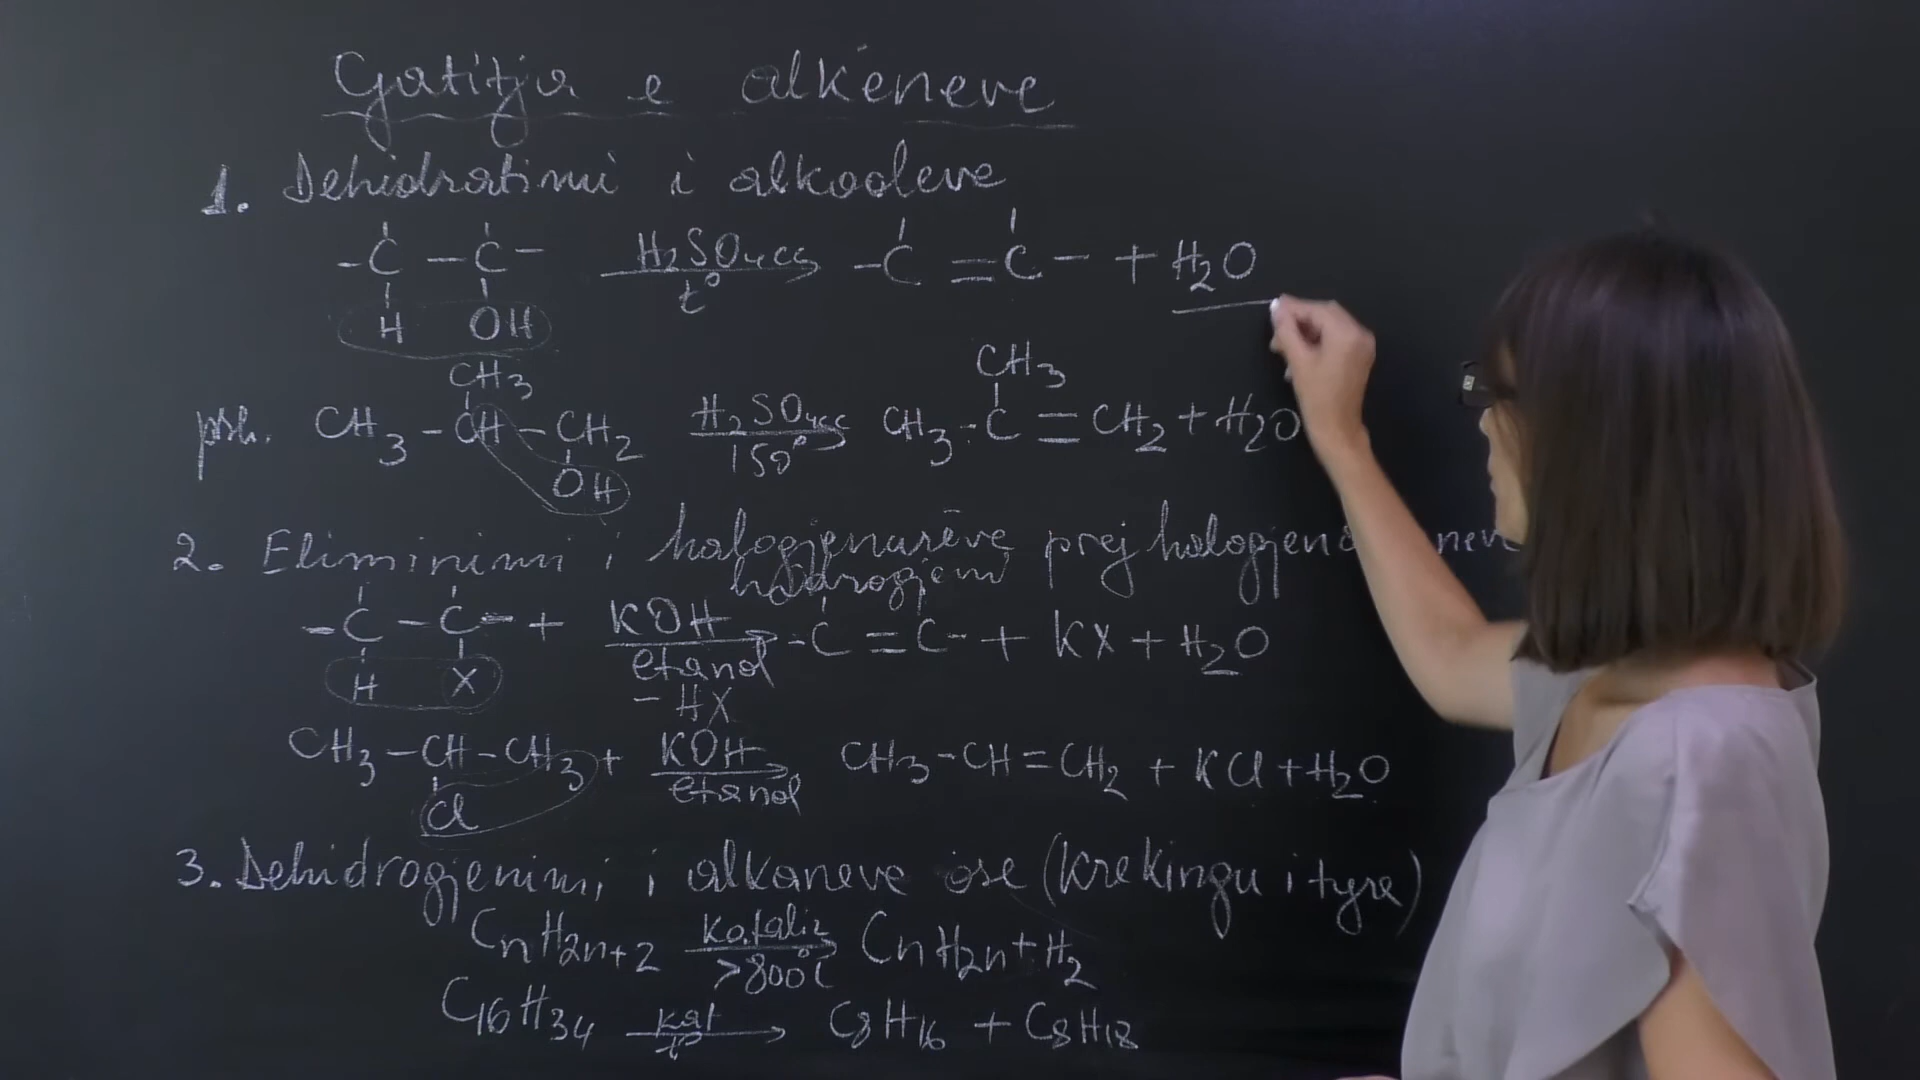 Gatitja e alkeneve
1. Dehidratimi i alkooleve
-C-C- H2SO4cc t° -C=C- + H2O
H OH
CH3 CH3
psh. CH3-CH-CH2 H2SO4cc 150° CH3-C=CH2+H2O
OH
2. Eliminimi i halogjenurëve prej halogjen
hidrogjeni
-C-C- + KOH etanol -C=C- + KX + H2O
H X - HX
CH3-CH-CH3+ KOH etanol CH3-CH=CH2 + KCl+H2O
Cl
3. Dehidrogjenimi i alkaneve ose (krekingu i tyre)
CnH2n+2 Kataliz >800°C CnH2n+H2
C16H34 kat t° C8H16 + C8H18